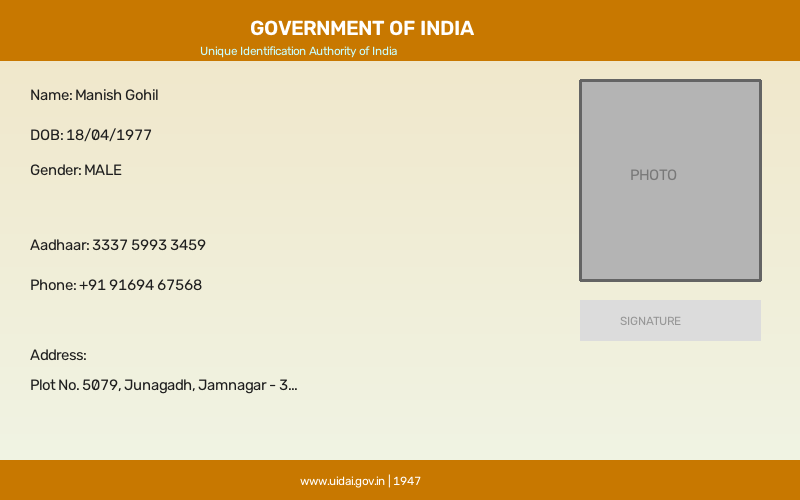 GOVERNMENT OF INDIA
Unique Identification Authority of India
Name: Manish Gohil
DOB: 18/04/1977
Gender: MALE
PHOTO
Aadhaar: 3337 5993 3459
Phone: +91 91694 67568
SIGNATURE
Address:
Plot No. 5079, Junagadh, Jamnagar - 3...
www.uidai.gov.in | 1947